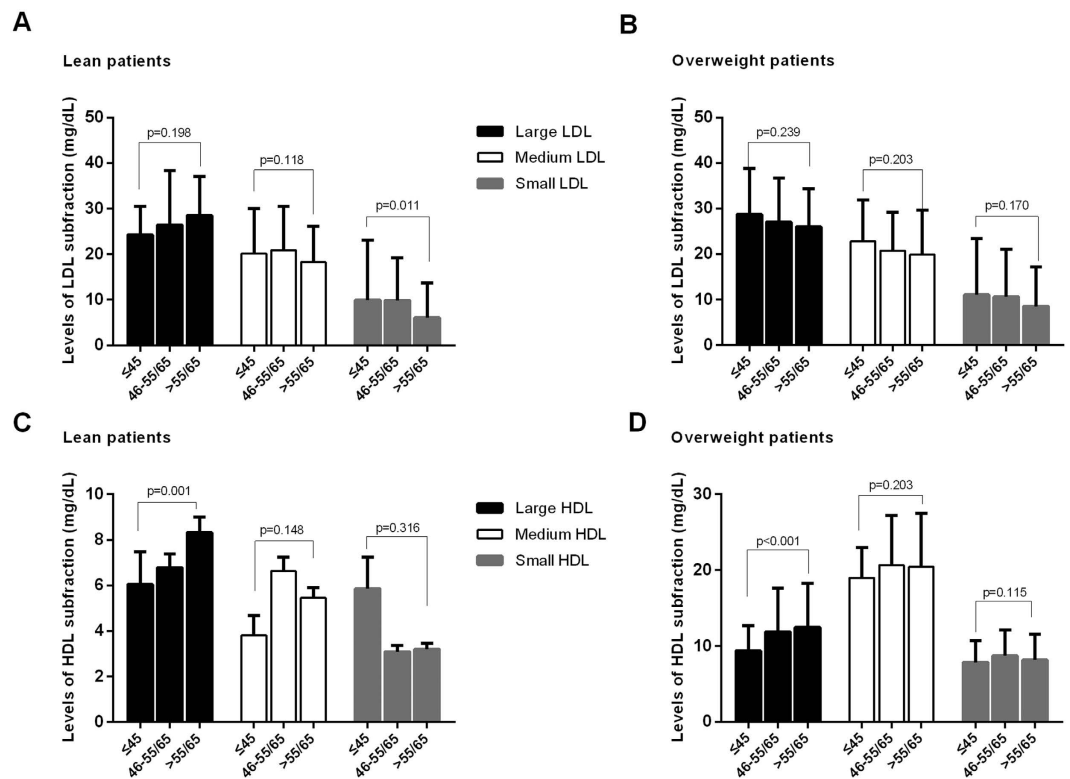 A
Lean patients
Levels of LDL subfraction (mg/dL)
50
40
30
20
10
0
p=0.198
p=0.118
p=0.011
≤45
46-55/65
>55/65
≤45
46-55/65
>55/65
≤45
46-55/65
>55/65
Large LDL
Medium LDL
Small LDL
B
Overweight patients
Levels of LDL subfraction (mg/dL)
50
40
30
20
10
0
p=0.239
p=0.203
p=0.170
≤45
46-55/65
>55/65
≤45
46-55/65
>55/65
≤45
46-55/65
>55/65
C
Lean patients
Levels of HDL subfraction (mg/dL)
10
8
6
4
2
0
p=0.001
p=0.148
p=0.316
≤45
46-55/65
>55/65
≤45
46-55/65
>55/65
≤45
46-55/65
>55/65
Large HDL
Medium HDL
Small HDL
D
Overweight patients
Levels of HDL subfraction (mg/dL)
30
20
10
0
p<0.001
p=0.203
p=0.115
≤45
46-55/65
>55/65
≤45
46-55/65
>55/65
≤45
46-55/65
>55/65